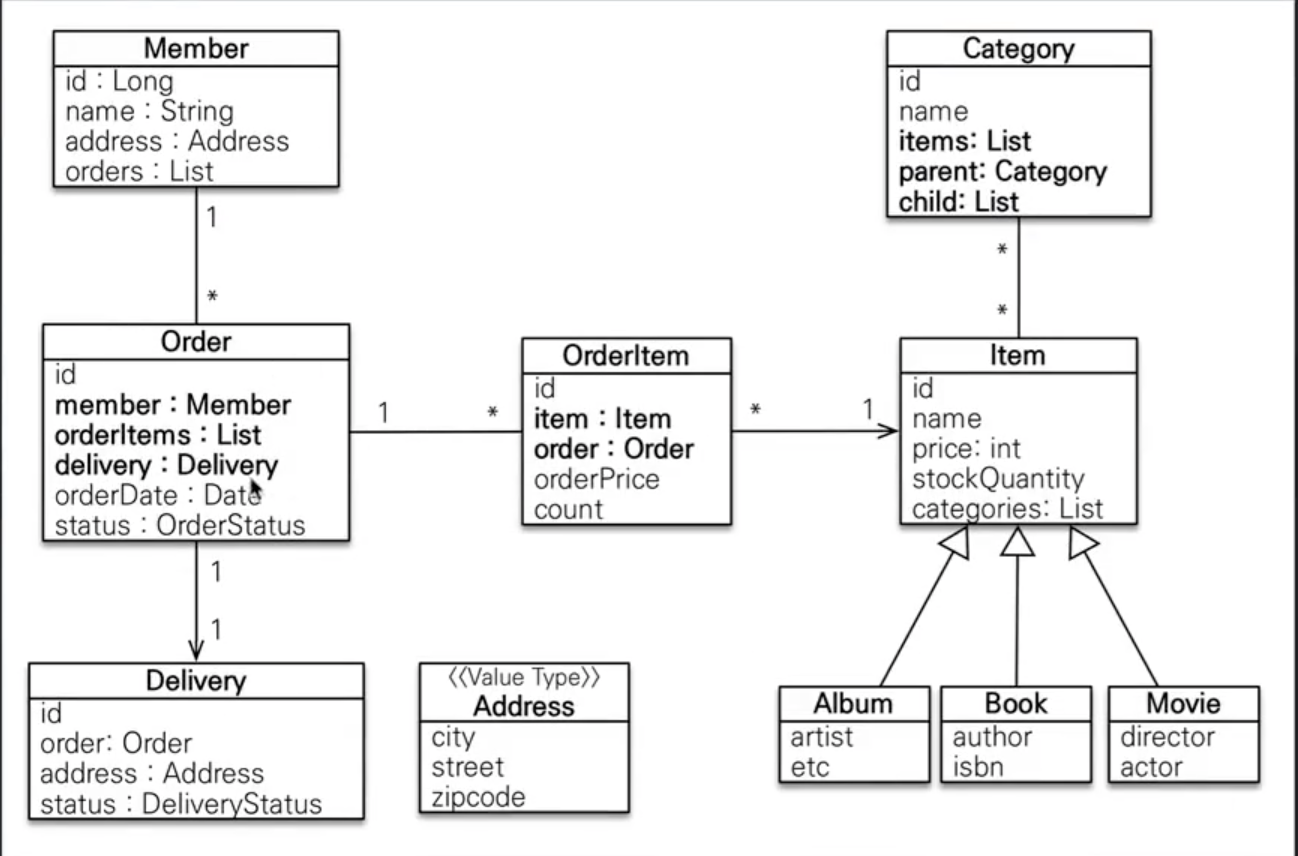 Member
id : Long
name : String
address : Address
orders : List
1
*
Order
id
member : Member
orderItems : List
delivery : Delivery
orderDate : Date
status : OrderStatus
1
*
OrderItem
id
item : Item
order : Order
orderPrice
count
*
1
Category
id
name
items: List
parent: Category
child: List
*
*
Item
id
name
price: int
stockQuantity
categories: List
1
1
Delivery
id
order: Order
address : Address
status : DeliveryStatus
<<Value Type>>
Address
city
street
zipcode
Album
artist
etc
Book
author
isbn
Movie
director
actor